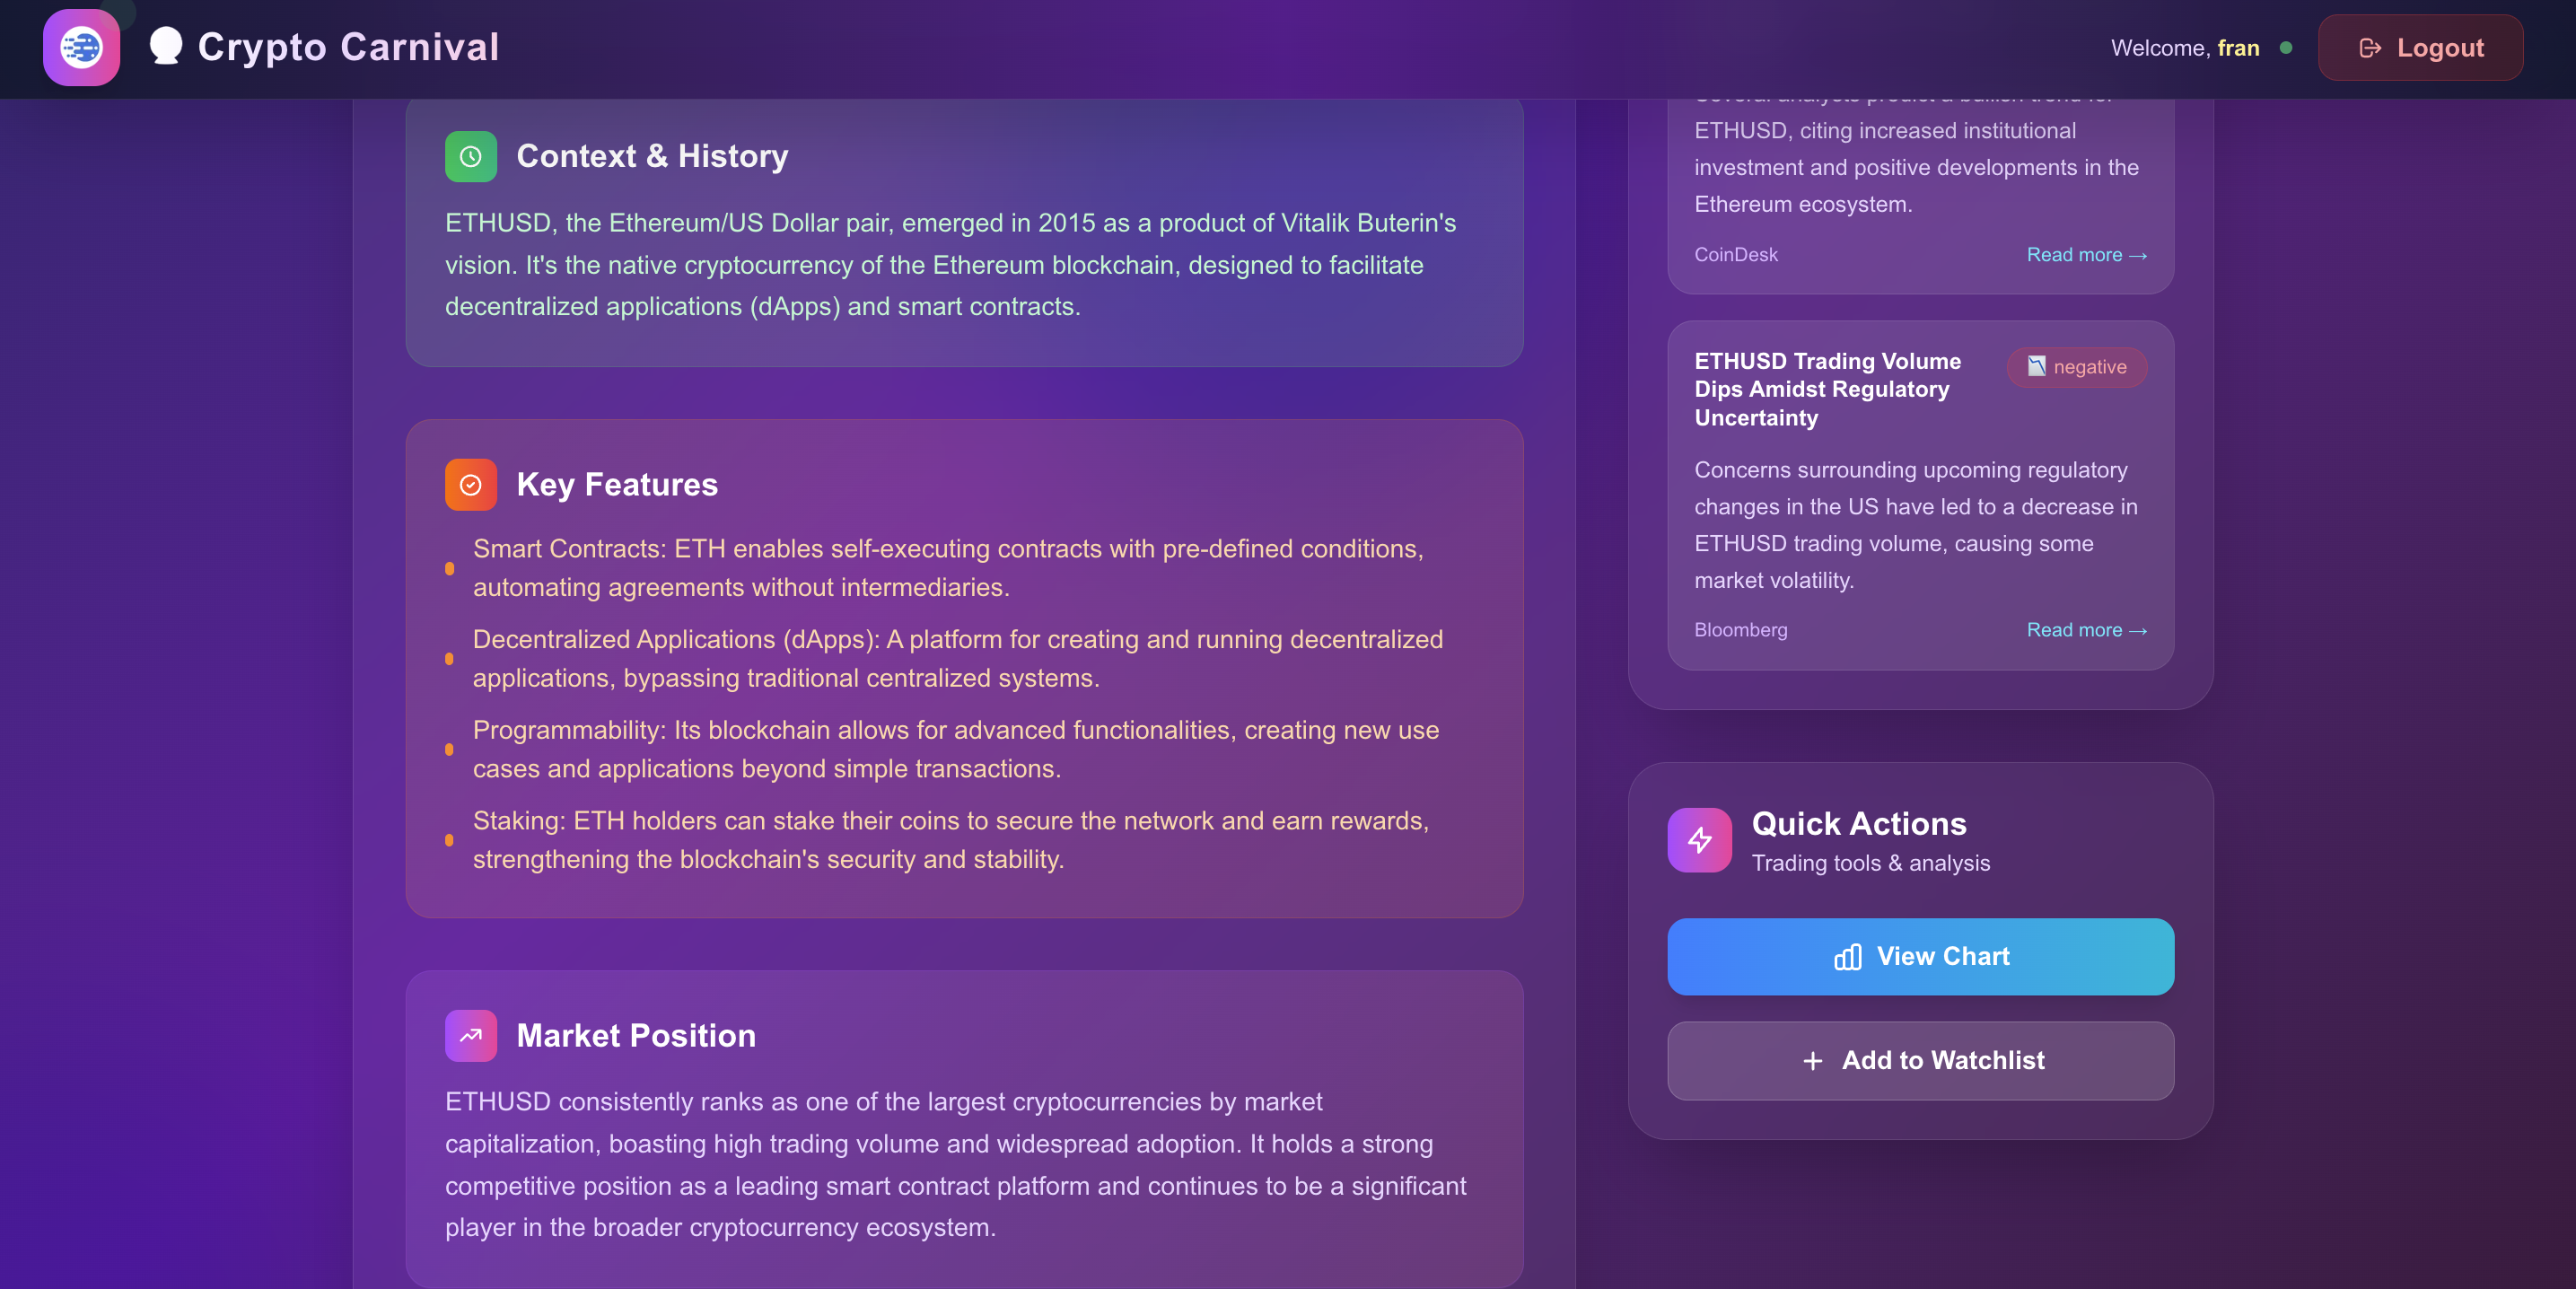 Crypto Carnival
Welcome, fran
Logout
Context & History
ETHUSD, the Ethereum/US Dollar pair, emerged in 2015 as a product of Vitalik Buterin's
vision. It's the native cryptocurrency of the Ethereum blockchain, designed to facilitate
decentralized applications (dApps) and smart contracts.
Key Features
Smart Contracts: ETH enables self-executing contracts with pre-defined conditions,
automating agreements without intermediaries.
Decentralized Applications (dApps): A platform for creating and running decentralized
applications, bypassing traditional centralized systems.
Programmability: Its blockchain allows for advanced functionalities, creating new use
cases and applications beyond simple transactions.
Staking: ETH holders can stake their coins to secure the network and earn rewards,
strengthening the blockchain's security and stability.
Market Position
ETHUSD consistently ranks as one of the largest cryptocurrencies by market
capitalization, boasting high trading volume and widespread adoption. It holds a strong
competitive position as a leading smart contract platform and continues to be a significant
player in the broader cryptocurrency ecosystem.
Several analysts predict a bullish trend for
ETHUSD, citing increased institutional
investment and positive developments in the
Ethereum ecosystem.
CoinDesk
Read more →
ETHUSD Trading Volume
Dips Amidst Regulatory
Uncertainty
negative
Concerns surrounding upcoming regulatory
changes in the US have led to a decrease in
ETHUSD trading volume, causing some
market volatility.
Bloomberg
Read more →
Quick Actions
Trading tools & analysis
View Chart
Add to Watchlist